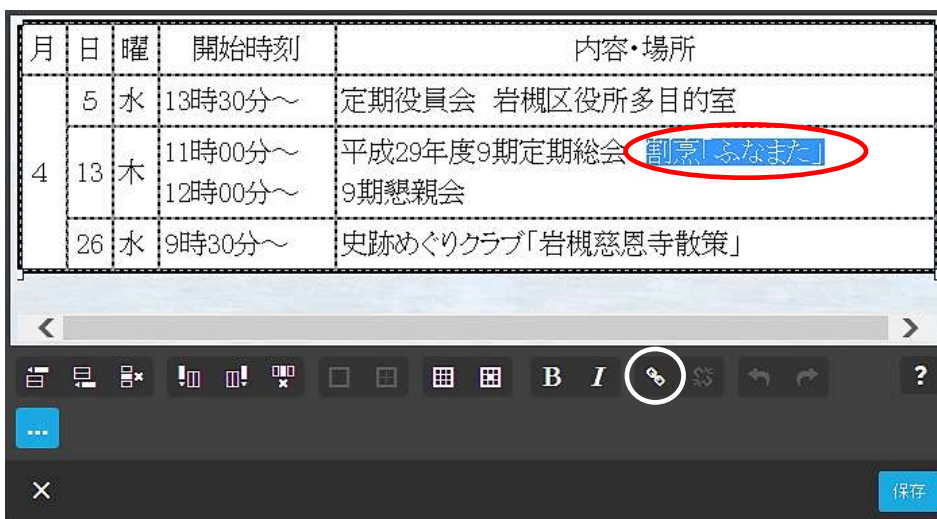 月 日 曜 開始時刻 内容・場所
4 5 水 13時30分～ 定期役員会 岩槻区役所多目的室
13 木 11時00分～ 平成29年度9期定期総会 割烹「ふなまた」
12時00分～ 9期懇親会
26 水 9時30分～ 史跡めぐりクラブ「岩槻慈恩寺散策」
B I ?
...
保存